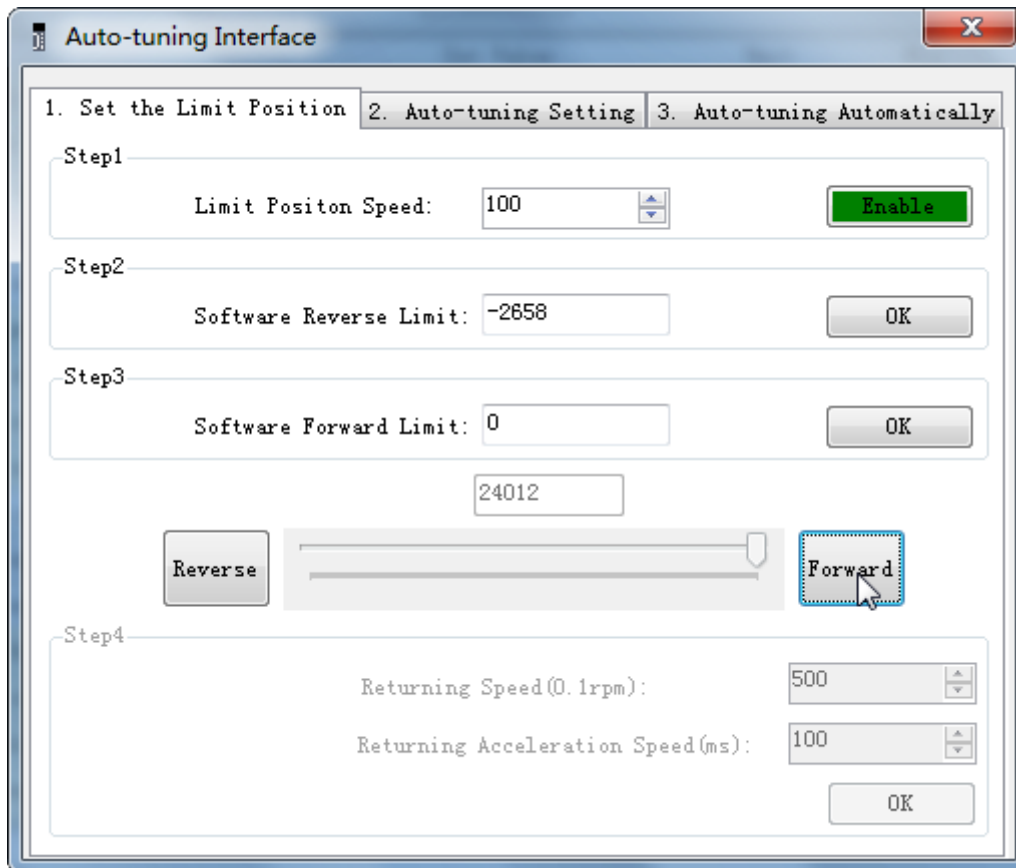 Auto-tuning Interface
1. Set the Limit Position 2. Auto-tuning Setting 3. Auto-tuning Automatically
Step1
Limit Positon Speed: 100 Enable
Step2
Software Reverse Limit: -2658 OK
Step3
Software Forward Limit: 0 OK
24012
Reverse Forward
Step4
Returning Speed(0.1rpm): 500
Returning Acceleration Speed(ms): 100
OK